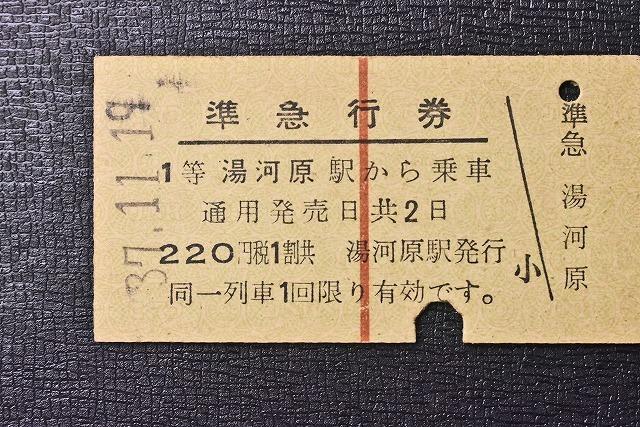 37.11.19
準急行券
1等 湯河原駅から乗車
通用発売日共2日
220円税1割共 湯河原駅発行
同一列車1回限り有効です。
小
準急 湯河原